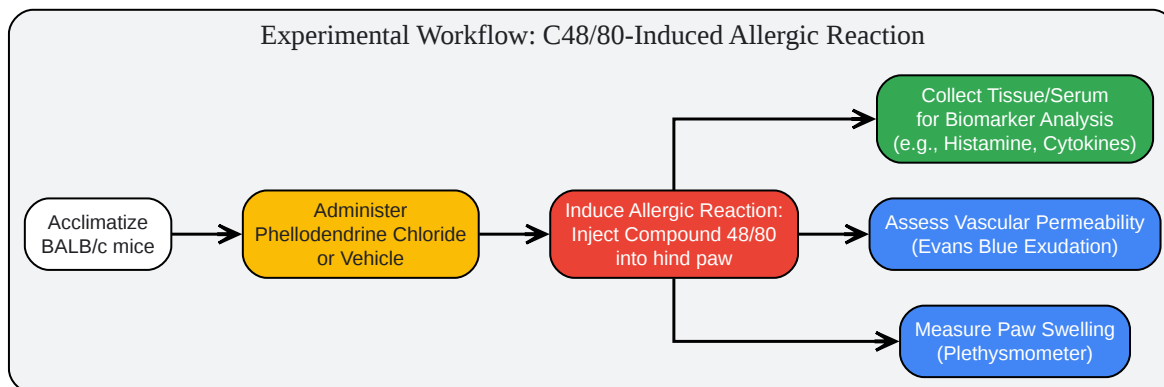 Experimental Workflow: C48/80-Induced Allergic Reaction
Acclimatize
BALB/c mice
Administer
Phellodendrine Chloride
or Vehicle
Induce Allergic Reaction:
Inject Compound 48/80
into hind paw
Collect Tissue/Serum
for Biomarker Analysis
(e.g., Histamine, Cytokines)
Assess Vascular Permeability
(Evans Blue Exudation)
Measure Paw Swelling
(Plethysmometer)